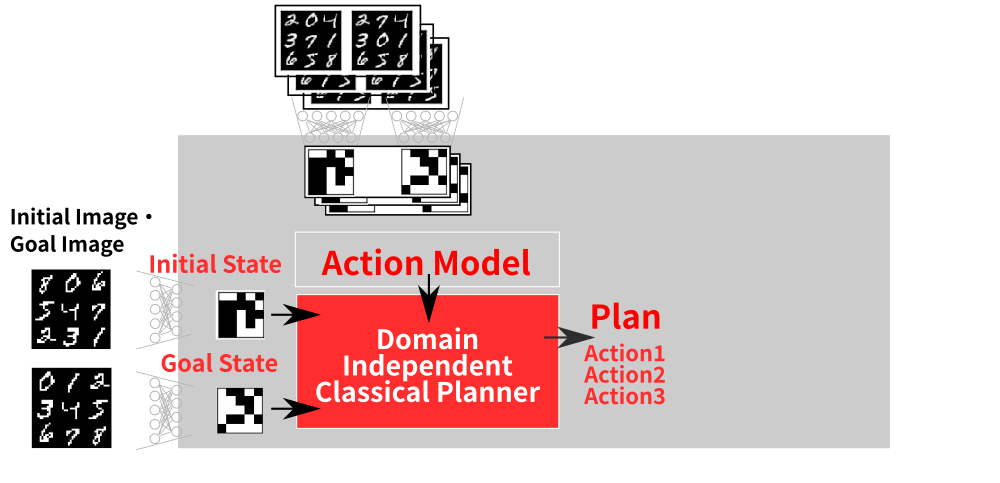 2 0 4 2 7 4
3 7 1 3 0 1
6 5 8 6 5 8
Initial Image・
Goal Image
Initial State
Action Model
8 0 6
5 4 7
2 3 1
Domain
Independent
Classical Planner
Plan
Action1
Action2
Action3
Goal State
0 1 2
3 4 5
6 7 8